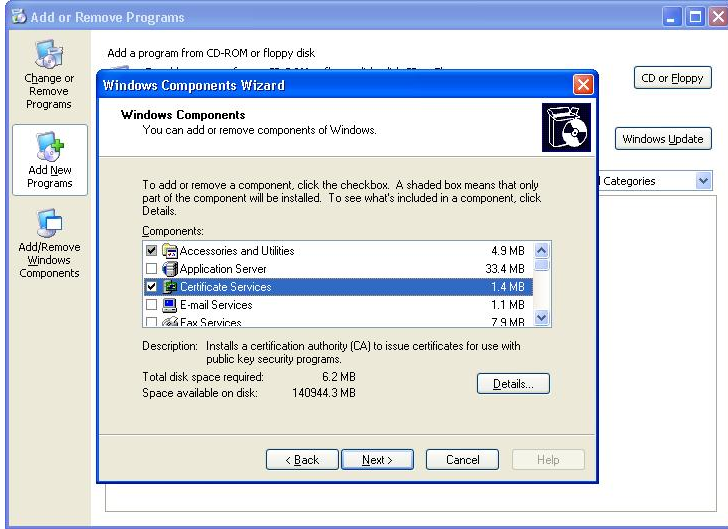 Add or Remove Programs
Add a program from CD-ROM or floppy disk
Change or
Remove
Programs
CD or Floppy
Windows Components Wizard
Windows Components
You can add or remove components of Windows.
Windows Update
Add New
Programs
Categories
To add or remove a component, click the checkbox. A shaded box means that only
part of the component will be installed. To see what's included in a component, click
Details.
Components:
Add/Remove
Windows
Components
Accessories and Utilities 4.9 MB
Application Server 33.4 MB
Certificate Services 1.4 MB
E-mail Services 1.1 MB
Fax Services 7.9 MB
Description: Installs a certification authority (CA) to issue certificates for use with
public key security programs.
Total disk space required: 6.2 MB
Space available on disk: 140944.3 MB
Details...
< Back
Next >
Cancel
Help